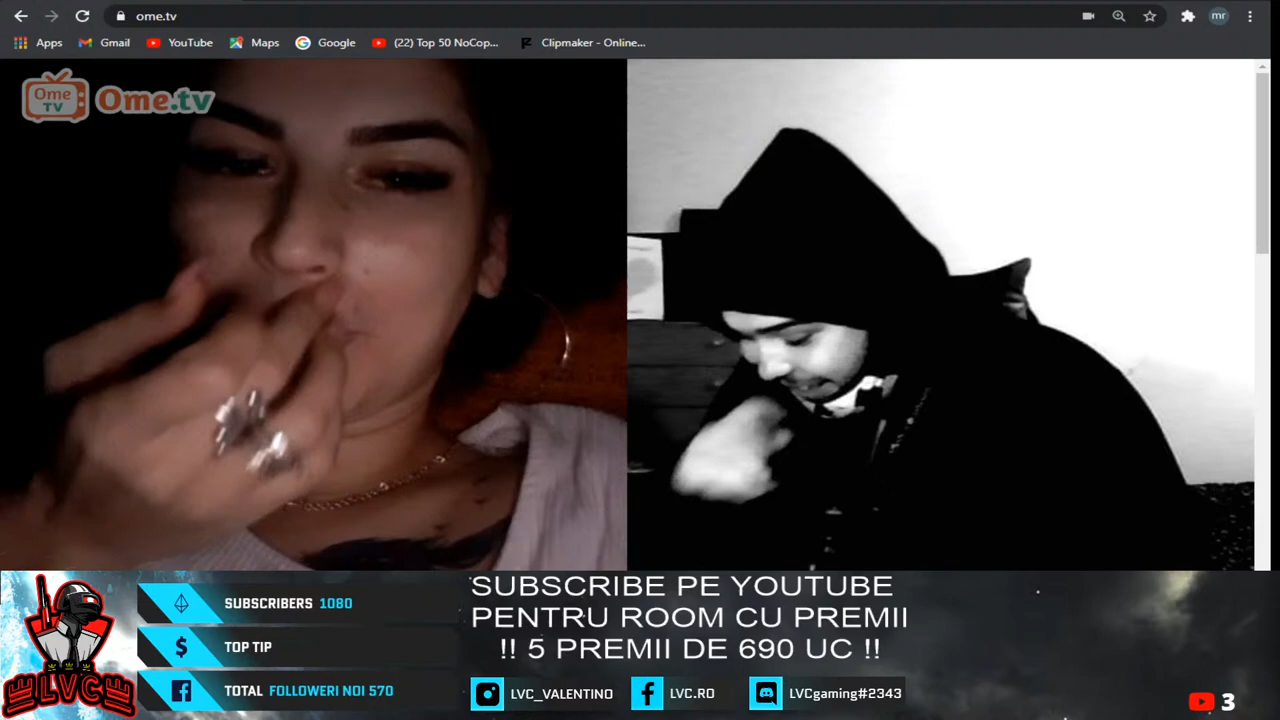 ome.tv
mr
Apps
Gmail
YouTube
Maps
Google
(22) Top 50 NoCop...
Clipmaker - Online...
Ome TV
Ome.tv
SUBSCRIBERS 1080
TOP TIP
TOTAL FOLLOWERI NOI 570
LVC
SUBSCRIBE PE YOUTUBE
PENTRU ROOM CU PREMII
!! 5 PREMII DE 690 UC !!
LVC_VALENTINO
LVC.RO
LVCgaming#2343
3